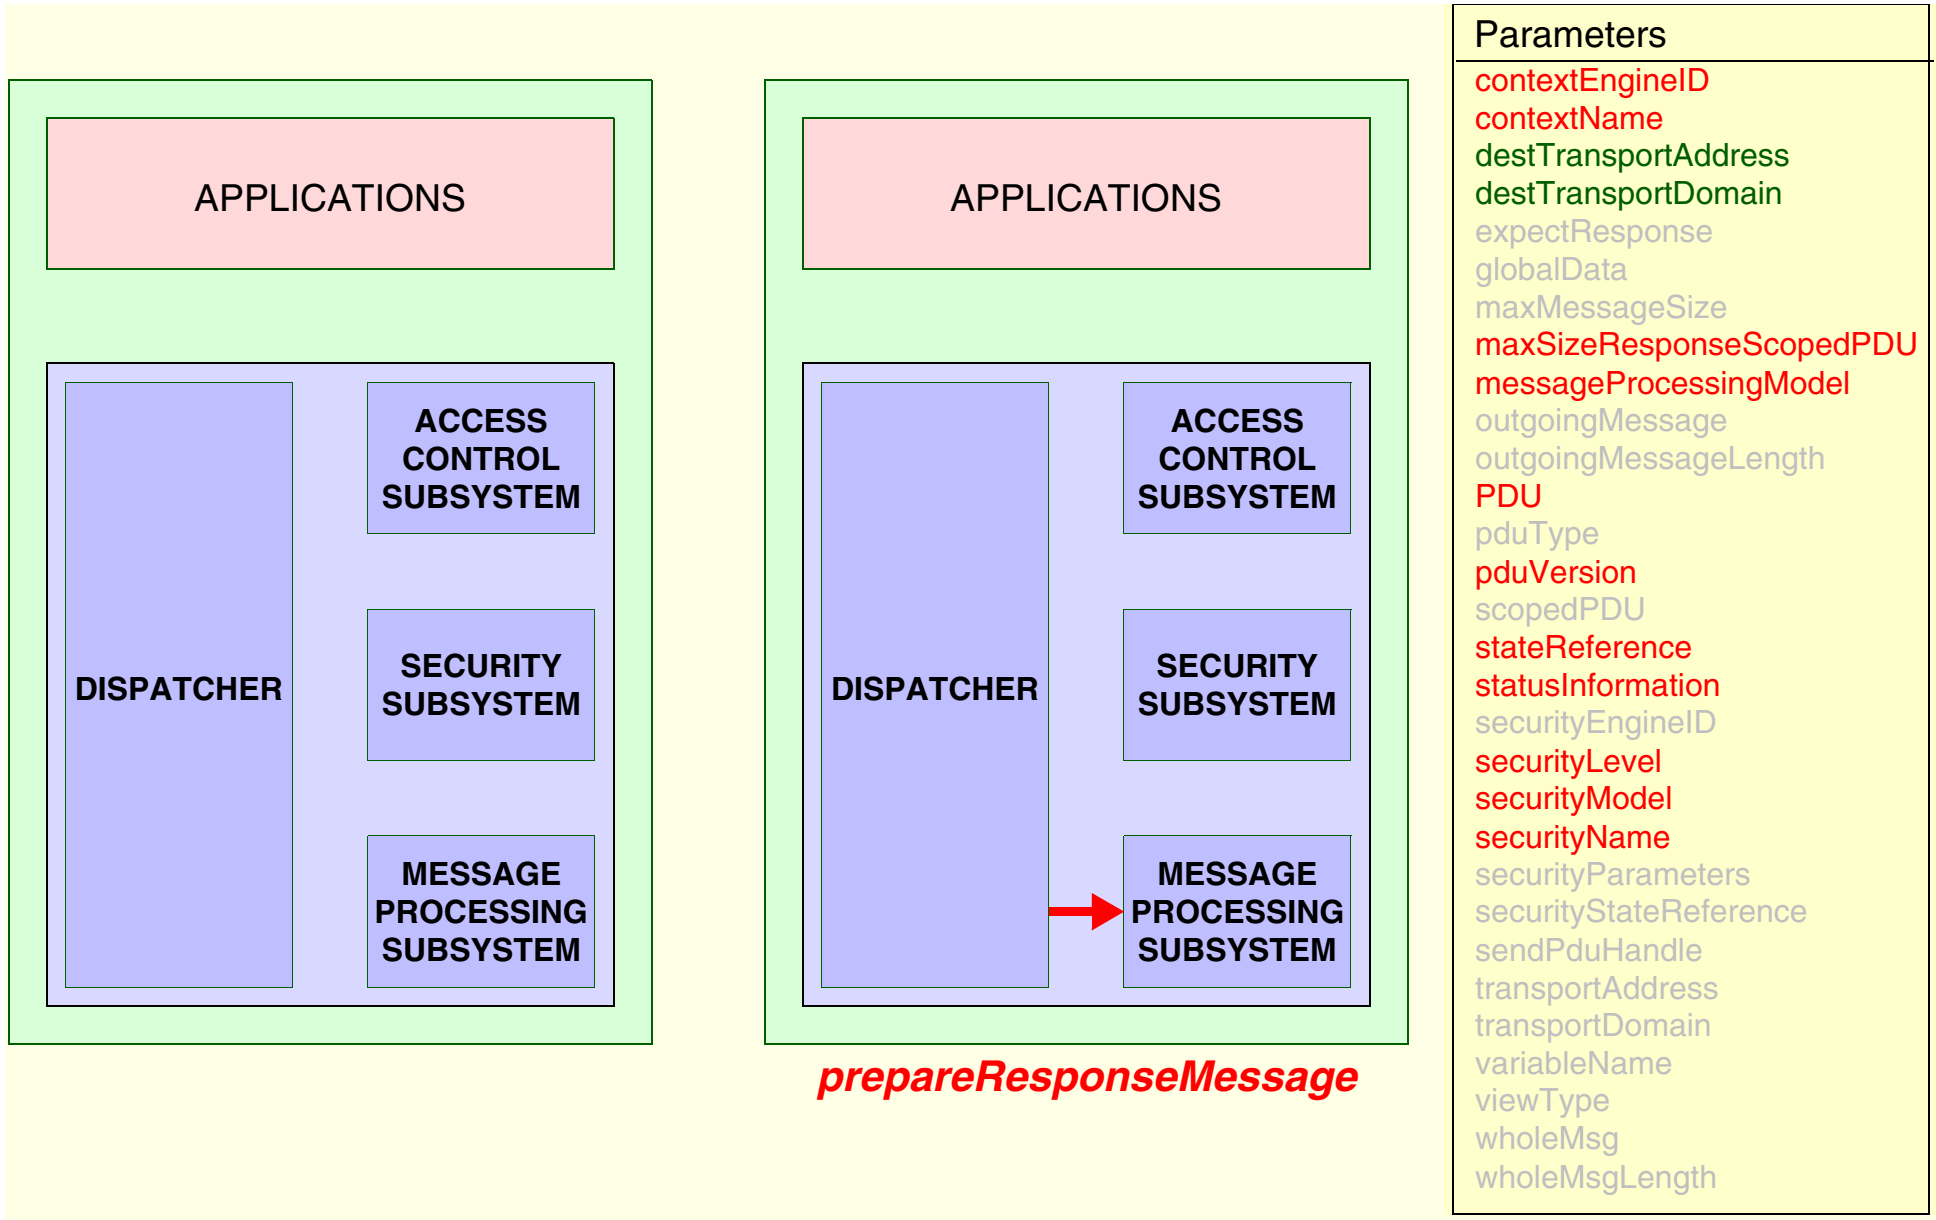 APPLICATIONS
ACCESS
CONTROL
SUBSYSTEM
DISPATCHER
SECURITY
SUBSYSTEM
MESSAGE
PROCESSING
SUBSYSTEM
APPLICATIONS
ACCESS
CONTROL
SUBSYSTEM
DISPATCHER
SECURITY
SUBSYSTEM
MESSAGE
PROCESSING
SUBSYSTEM
prepareResponseMessage
Parameters
contextEngineID
contextName
destTransportAddress
destTransportDomain
expectResponse
globalData
maxMessageSize
maxSizeResponseScopedPDU
messageProcessingModel
outgoingMessage
outgoingMessageLength
PDU
pduType
pduVersion
scopedPDU
stateReference
statusInformation
securityEngineID
securityLevel
securityModel
securityName
securityParameters
securityStateReference
sendPduHandle
transportAddress
transportDomain
variableName
viewType
wholeMsg
wholeMsgLength